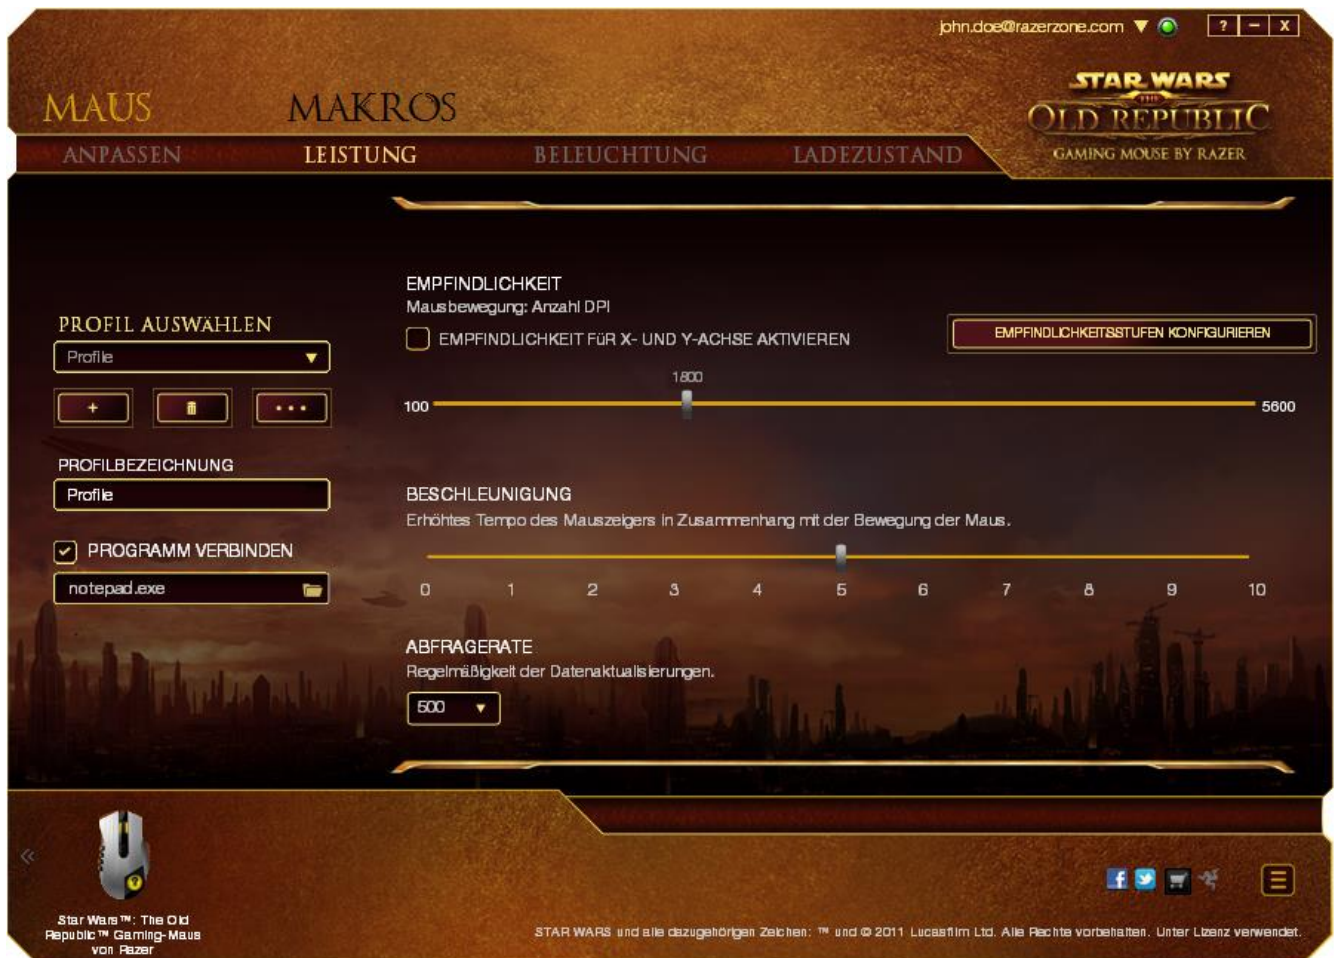 john.doe@razerzone.com
? – X
STAR WARS
THE
OLD REPUBLIC
GAMING MOUSE BY RAZER
MAUS MAKROS
ANPASSEN LEISTUNG BELEUCHTUNG LADEZUSTAND
PROFIL AUSWÄHLEN
Profile
+ ...
PROFILBEZEICHNUNG
Profile
PROGRAMM VERBINDEN
notepad.exe
EMPFINDLICHKEIT
Mausbewegung: Anzahl DPI
EMPFINDLICHKEIT FüR X- UND Y-ACHSE AKTIVIEREN
EMPFINDLICHKEITSSTUFEN KONFIGURIEREN
1800
100 5600
BESCHLEUNIGUNG
Erhöhtes Tempo des Mauszeigers in Zusammenhang mit der Bewegung der Maus.
0 1 2 3 4 5 6 7 8 9 10
ABFRAGERATE
Regelmäßigkeit der Datenaktualisierungen.
500
Star Wars™: The Old
Republic™ Gaming-Maus
von Razer
STAR WARS und alle dazugehörigen Zeichen: ™ und © 2011 Lucasfilm Ltd. Alle Rechte vorbehalten. Unter Lizenz verwendet.